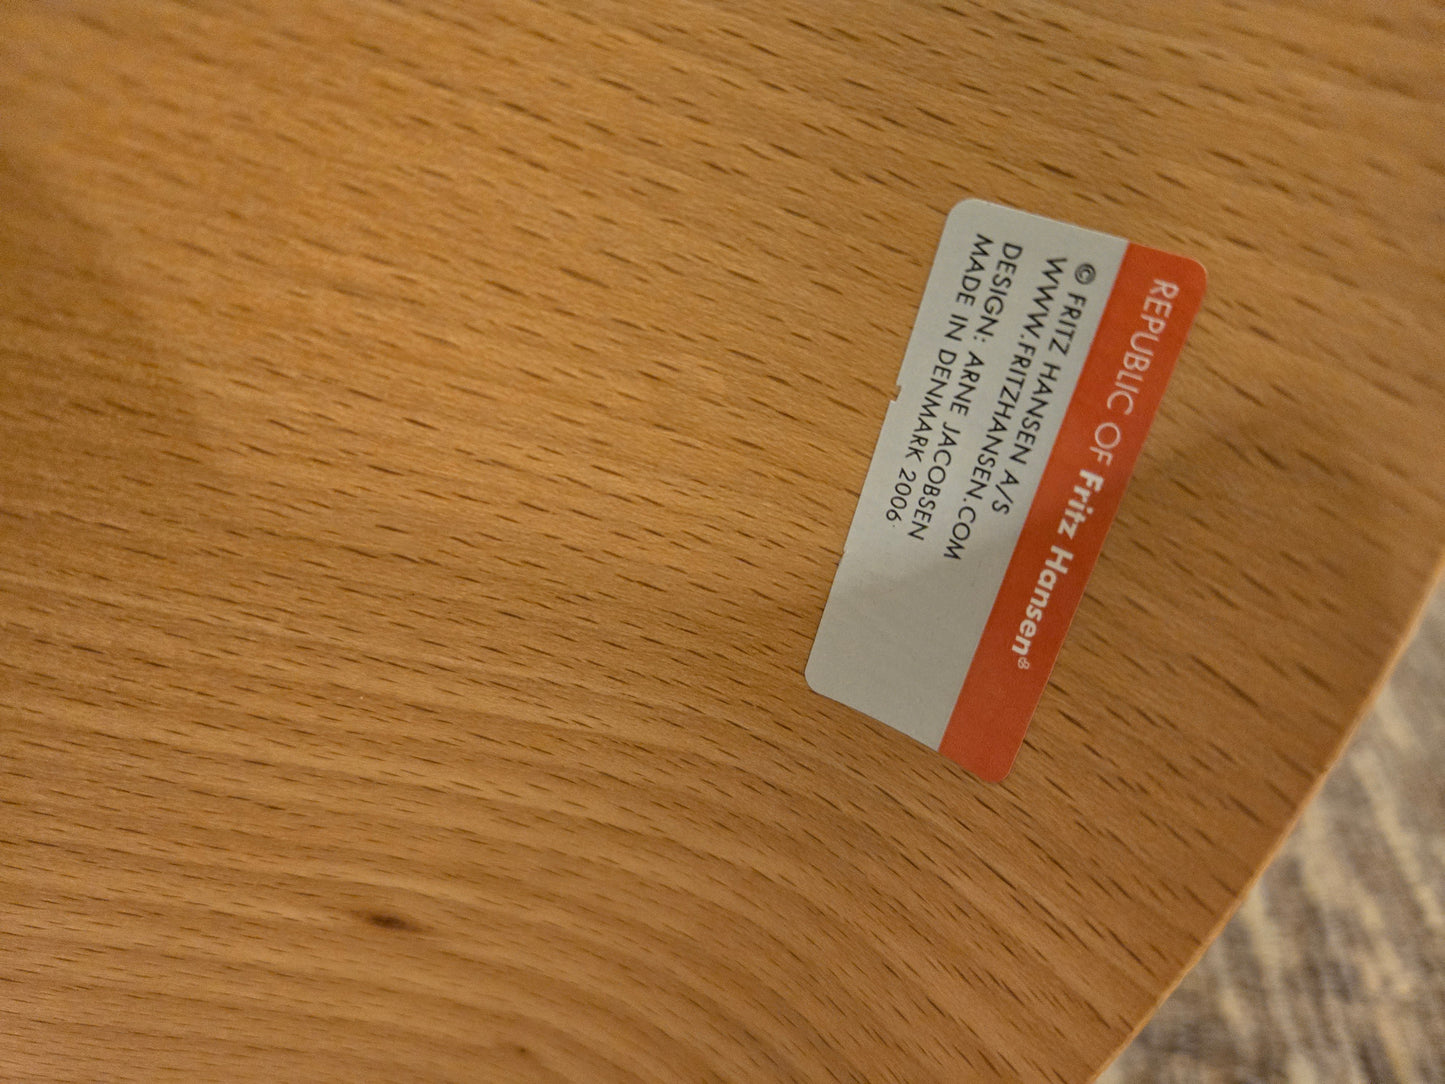 REPUBLIC OF Fritz Hansen®
© FRITZ HANSEN A/S
WWW.FRITZHANSEN.COM
DESIGN: ARNE JACOBSEN
MADE IN DENMARK 2006